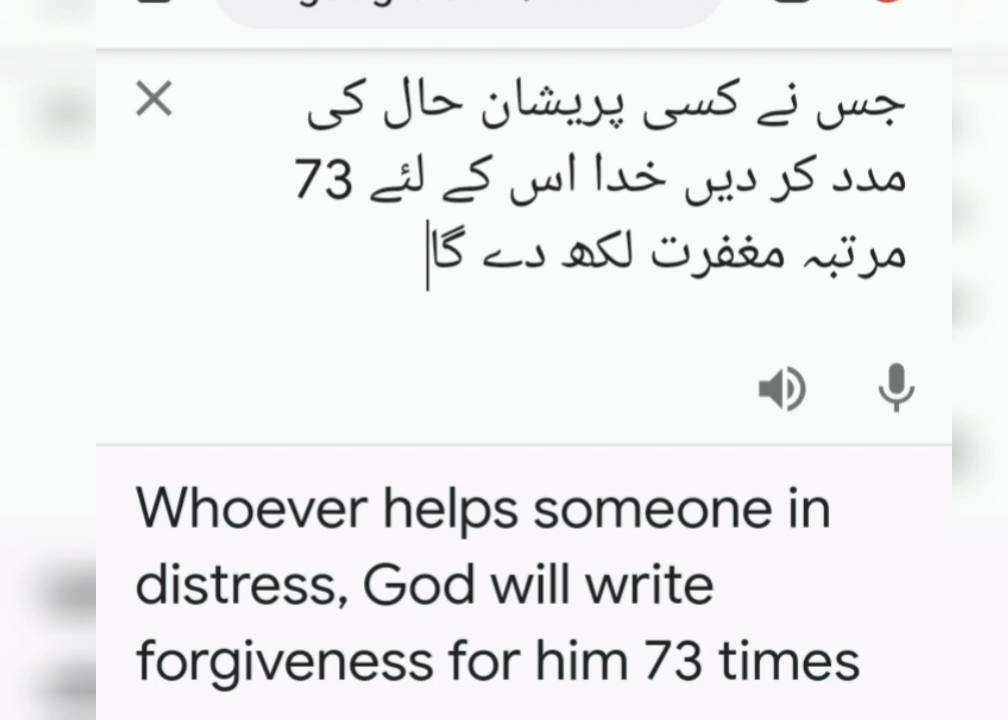 جس نے کسی پریشان حال کی
مدد کر دیں خدا اس کے لئے 73
مرتبہ مغفرت لکھ دے گا
Whoever helps someone in
distress, God will write
forgiveness for him 73 times